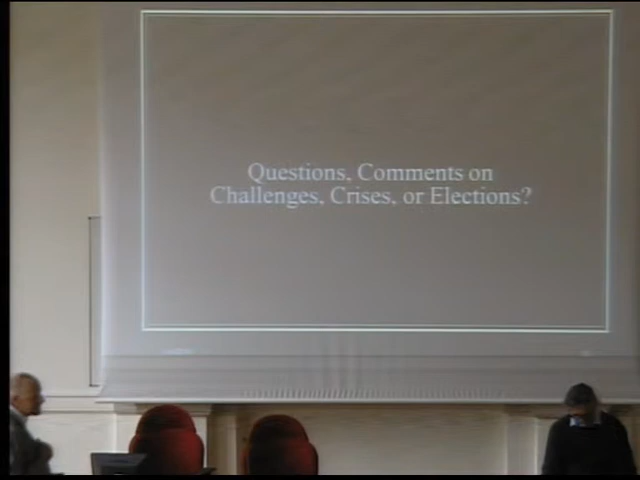 Questions, Comments on
Challenges, Crises, or Elections?